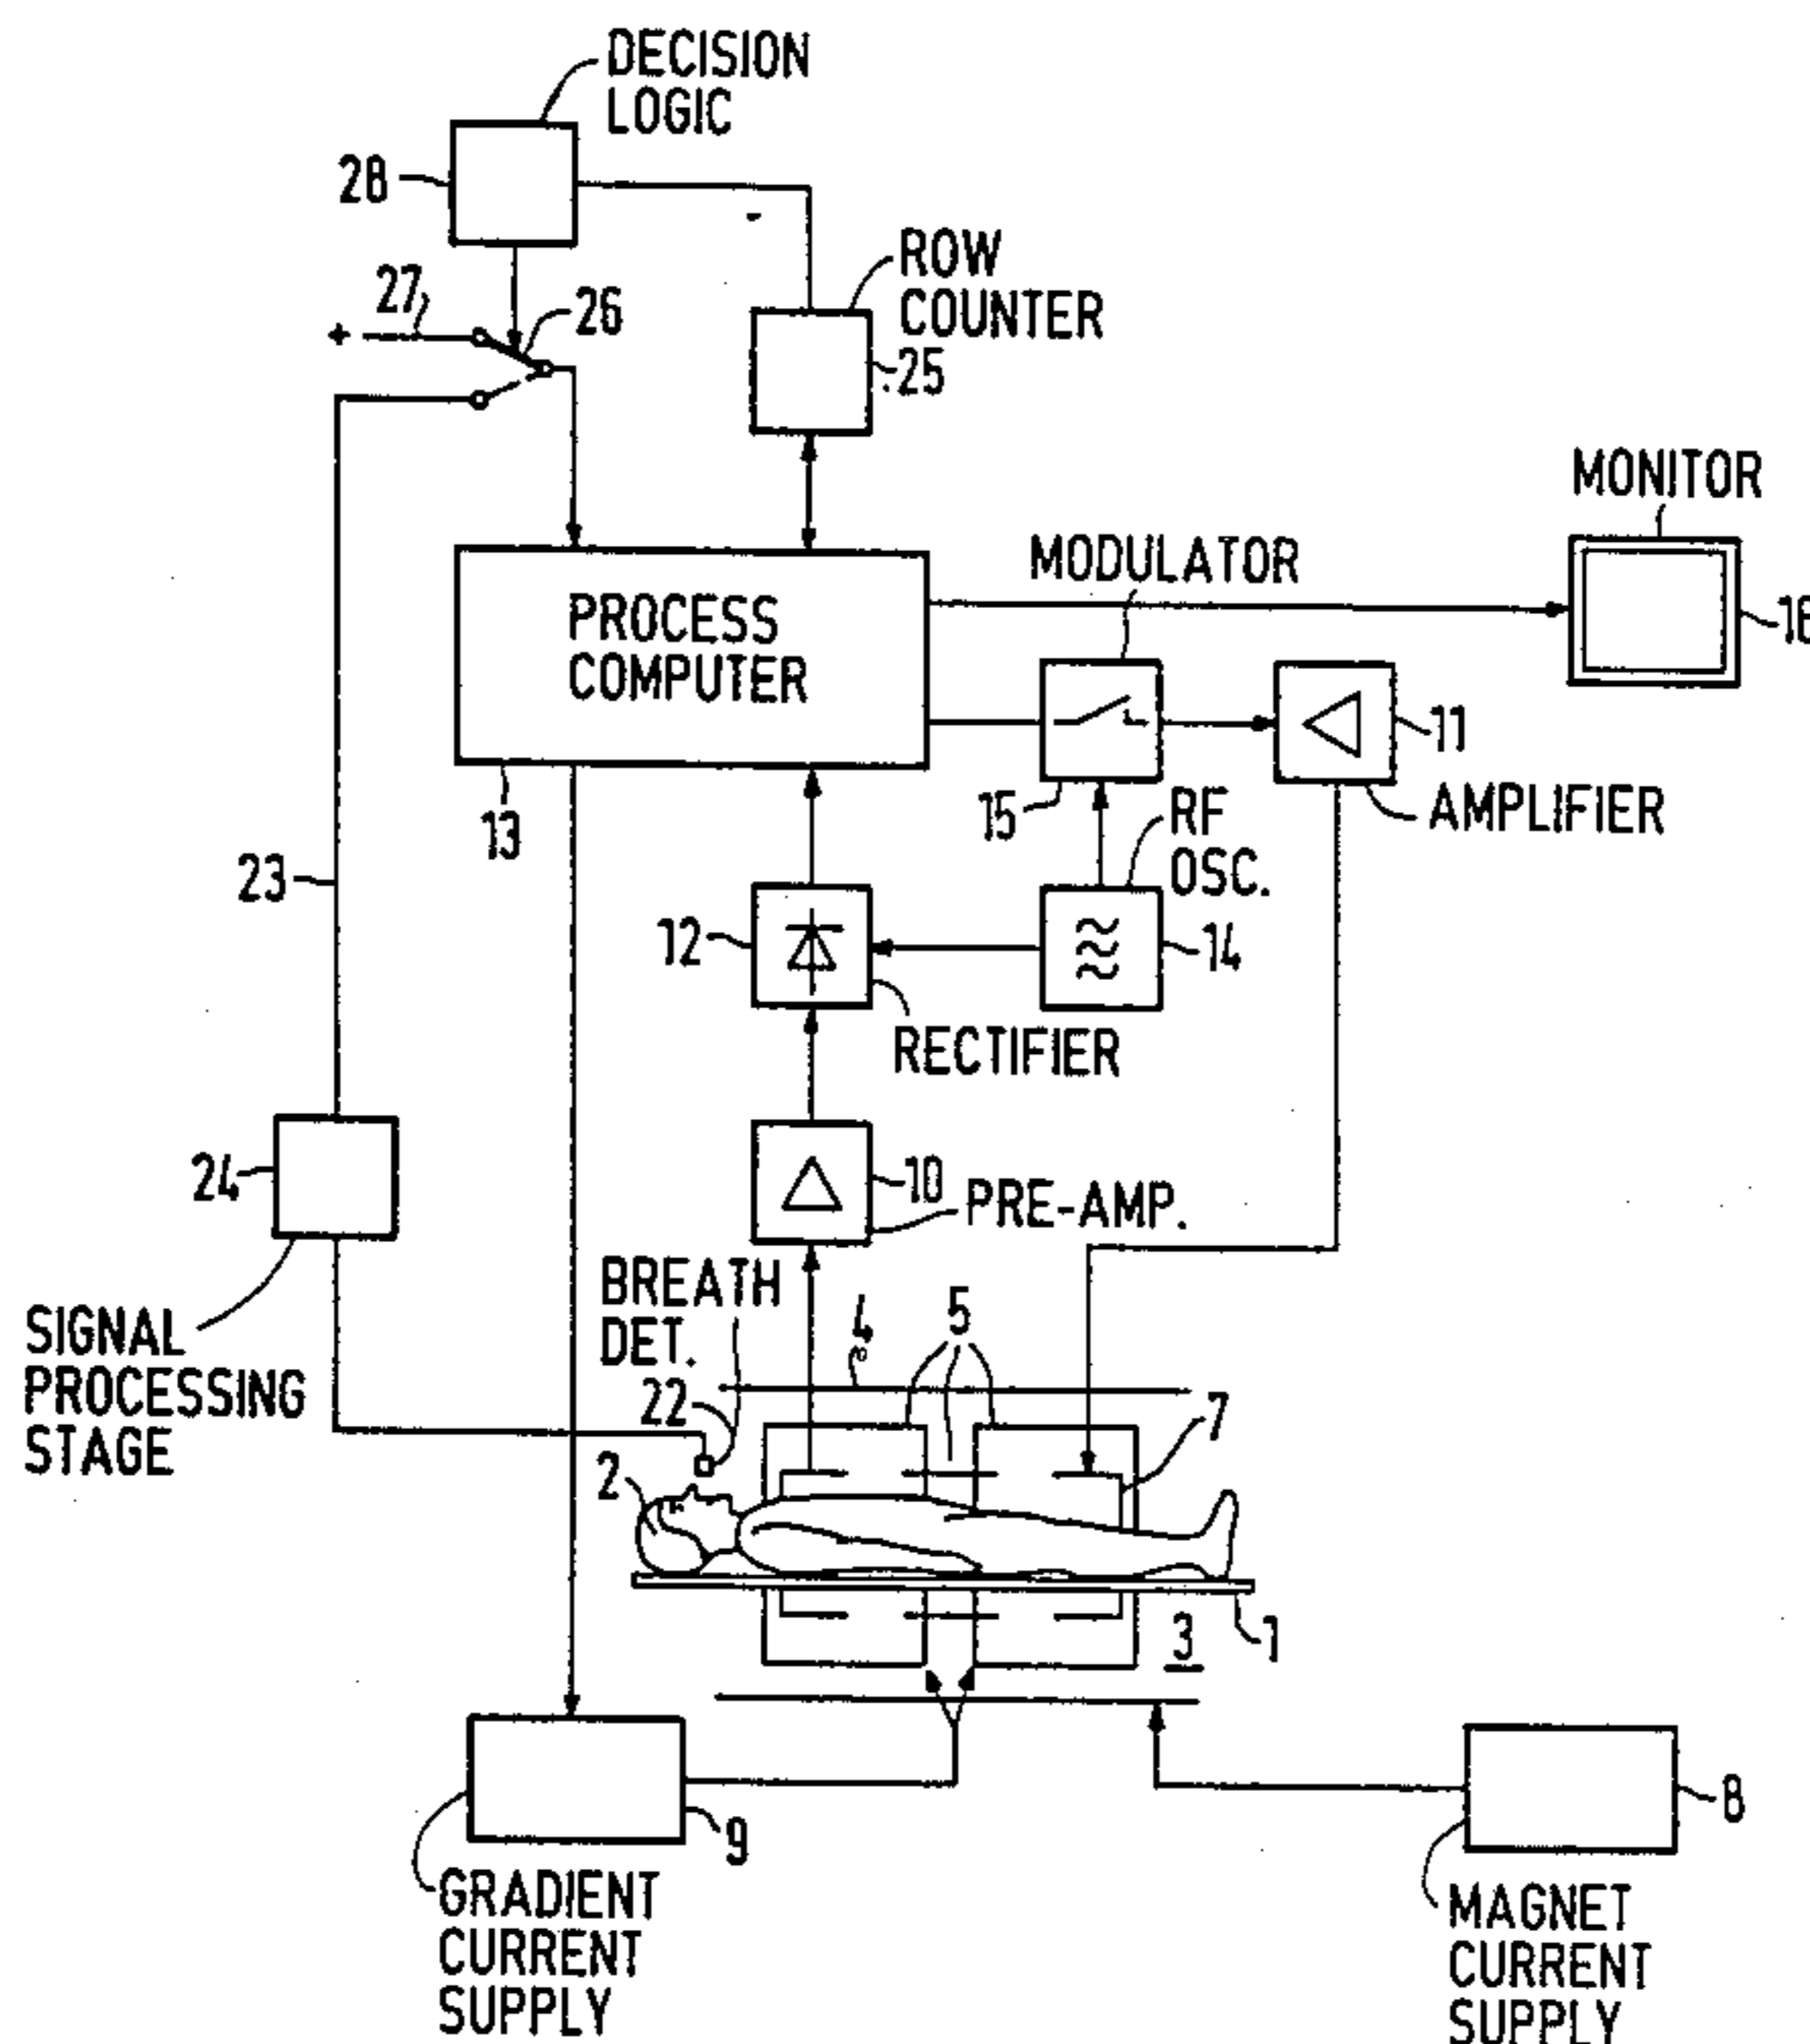 DECISION
LOGIC
28
27
26
+
ROW
COUNTER
25
MONITOR
MODULATOR
PROCESS
COMPUTER
11
AMPLIFIER
13
15
RF
OSC.
23
12
14
RECTIFIER
24
10
PRE-AMP.
BREATH
DET.
22
4
5
SIGNAL
PROCESSING
STAGE
7
2
3
1
9
8
GRADIENT
CURRENT
SUPPLY
MAGNET
CURRENT
SUPPLY